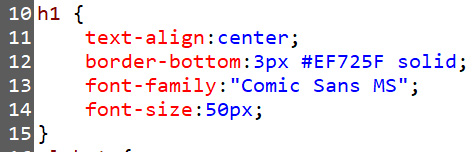 10 h1 {
11     text-align:center;
12     border-bottom:3px #EF725F solid;
13     font-family:"Comic Sans MS";
14     font-size:50px;
15 }